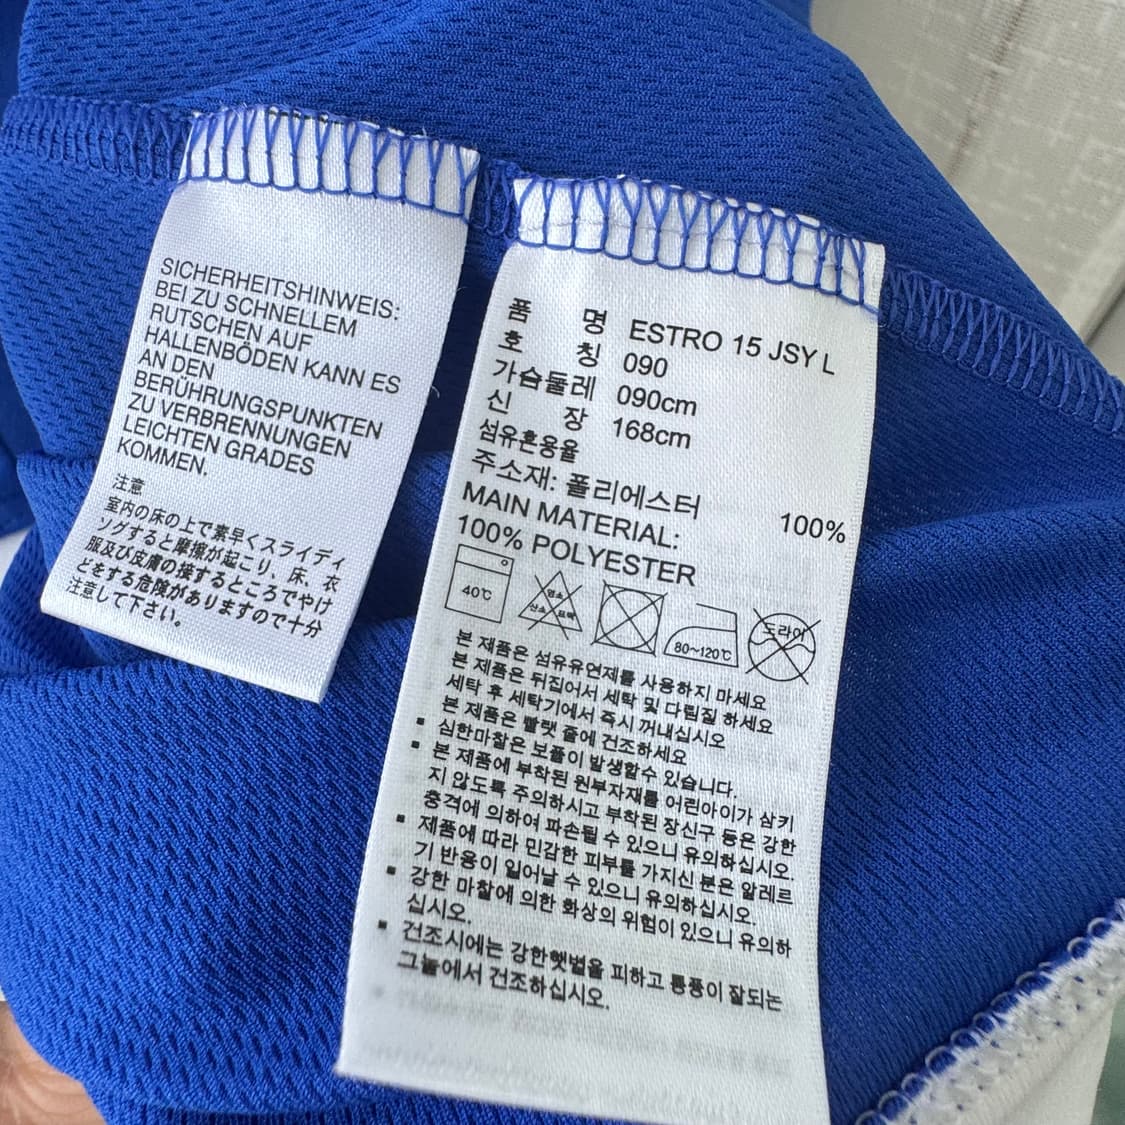 SICHERHEITSHINWEIS:
BEI ZU SCHNELLEM
RUTSCHEN AUF
HALLENBÖDEN KANN ES
AN DEN
BERÜHRUNGSPUNKTEN
ZU VERBRENNUNGEN
LEICHTEN GRADES
KOMMEN.
注意
室内の床の上で素早くスライディ
ングすると摩擦が起こり、床、衣
服及び皮膚の接するところでやけ
どをする危険がありますので十分
注意して下さい。
품 명 ESTRO 15 JSY L
호 칭 090
가슴둘레 090cm
신 장 168cm
섬유혼용율
주소재: 폴리에스터 100%
MAIN MATERIAL:
100% POLYESTER
40℃
염소
산소 표백
80~120℃
드라이
본 제품은 섬유유연제를 사용하지 마세요
본 제품은 뒤집어서 세탁 및 다림질 하세요
세탁 후 세탁기에서 즉시 꺼내십시오
본 제품은 빨랫 줄에 건조하세요
▪ 심한마찰은 보풀이 발생할수 있습니다.
▪ 본 제품에 부착된 원부자재를 어린아이가 삼키
지 않도록 주의하시고 부착된 장신구 등은 강한
충격에 의하여 파손될 수 있으니 유의하십시오.
▪ 제품에 따라 민감한 피부를 가지신 분은 알레르
기 반응이 일어날 수 있으니 유의하십시오.
▪ 강한 마찰에 의한 화상의 위험이 있으니 유의하
십시오.
▪ 건조시에는 강한햇볕을 피하고 통풍이 잘되는
그늘에서 건조하십시오.